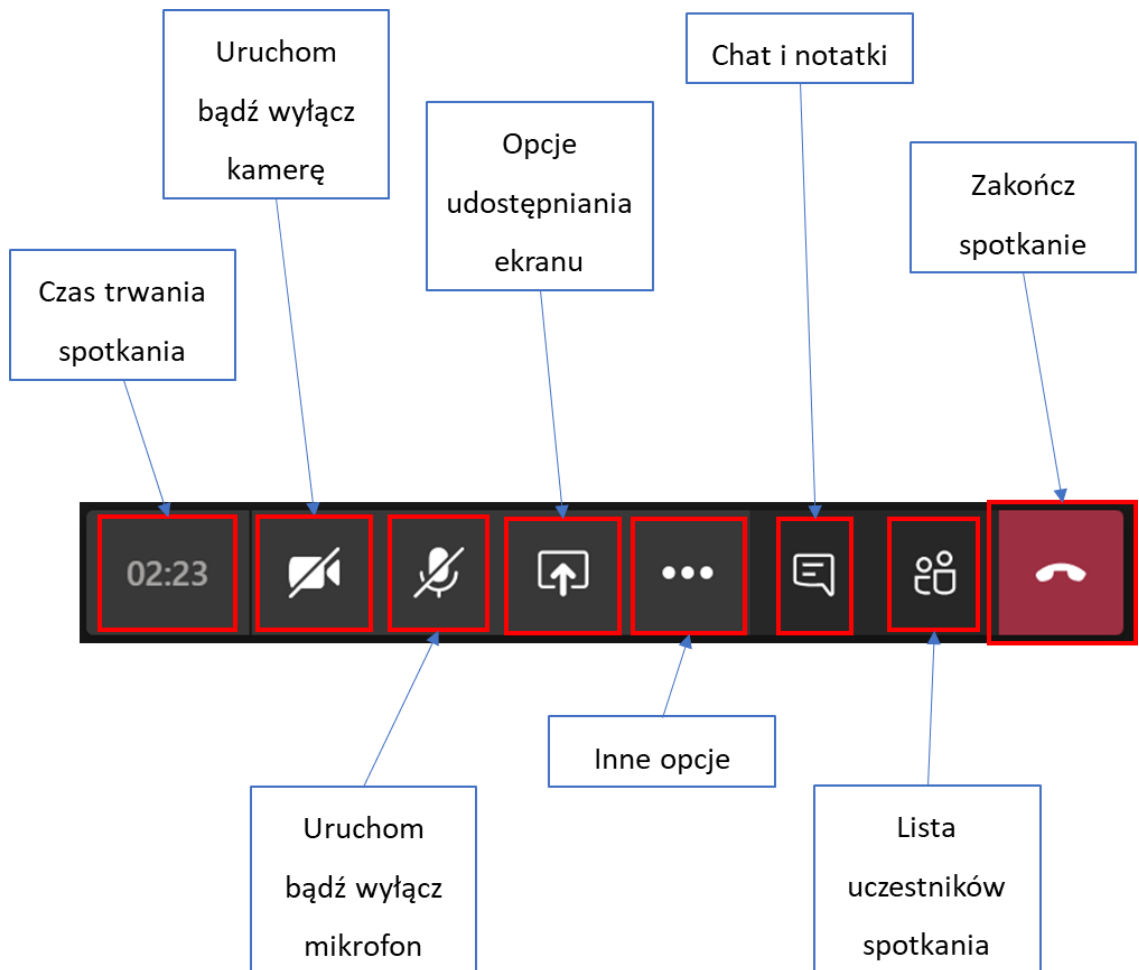 Uruchom
bądź wyłącz
kamerę
Chat i notatki
Opcje
udostępniania
ekranu
Zakończ
spotkanie
Czas trwania
spotkania
02:23
Inne opcje
Uruchom
bądź wyłącz
mikrofon
Lista
uczestników
spotkania